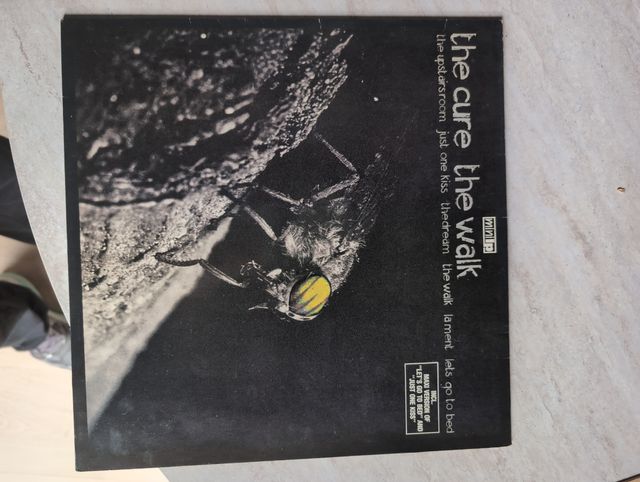 the cure the walk
mini LP
the upstairs room just one kiss the dream the walk lament lets go to bed
INCL.
MAXI VERSION OF
"LET'S GO TO BED" AND
"JUST ONE KISS"